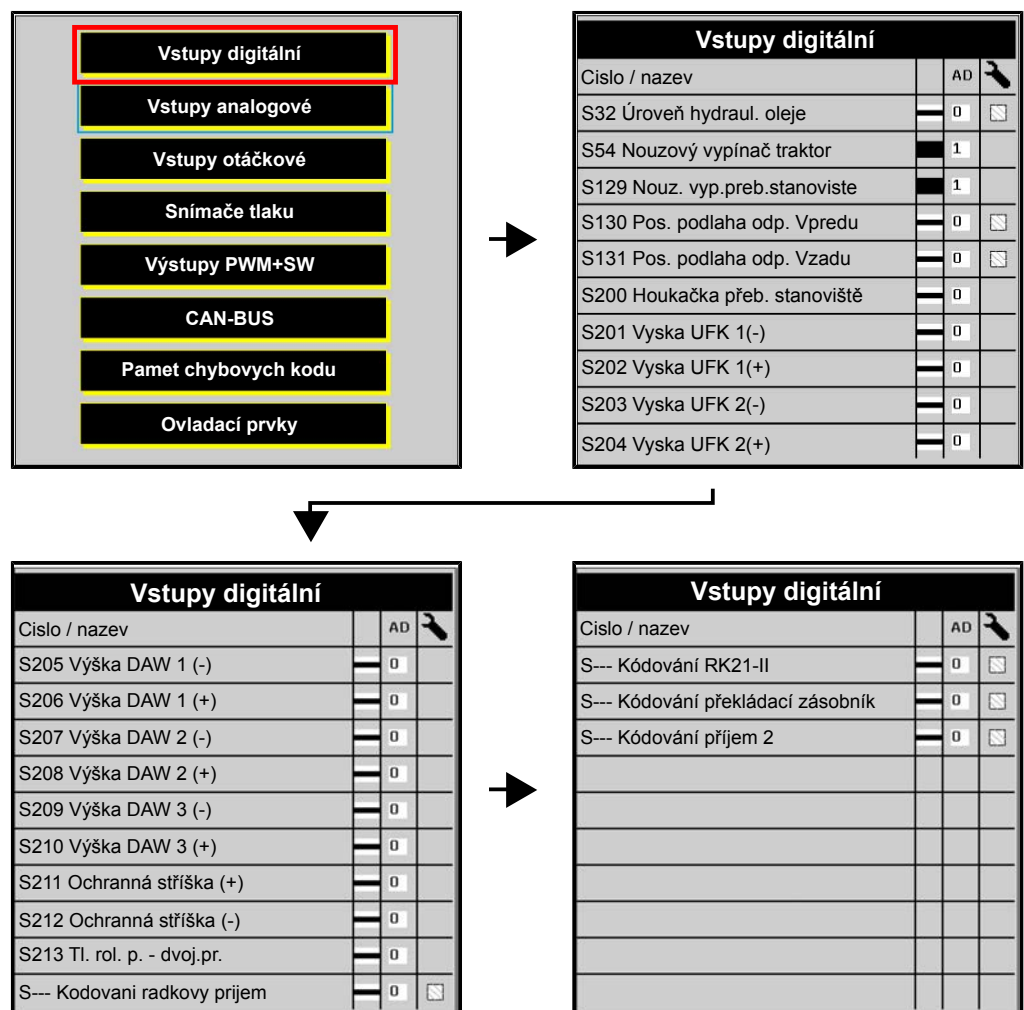 Vstupy digitální
Vstupy analogové
Vstupy otáčkové
Snímače tlaku
Výstupy PWM+SW
CAN-BUS
Pamet chybovych kodu
Ovladací prvky
Vstupy digitální
Cislo / nazev AD
S32 Úroveň hydraul. oleje 0
S54 Nouzový vypínač traktor 1
S129 Nouz. vyp.preb.stanoviste 1
S130 Pos. podlaha odp. Vpredu 0
S131 Pos. podlaha odp. Vzadu 0
S200 Houkačka přeb. stanoviště 0
S201 Vyska UFK 1(-) 0
S202 Vyska UFK 1(+) 0
S203 Vyska UFK 2(-) 0
S204 Vyska UFK 2(+) 0
Vstupy digitální
Cislo / nazev AD
S205 Výška DAW 1 (-) 0
S206 Výška DAW 1 (+) 0
S207 Výška DAW 2 (-) 0
S208 Výška DAW 2 (+) 0
S209 Výška DAW 3 (-) 0
S210 Výška DAW 3 (+) 0
S211 Ochranná stříška (+) 0
S212 Ochranná stříška (-) 0
S213 Tl. rol. p. - dvoj.pr. 0
S--- Kodovani radkovy prijem 0
Vstupy digitální
Cislo / nazev AD
S--- Kódování RK21-II 0
S--- Kódování překládací zásobník 0
S--- Kódování příjem 2 0